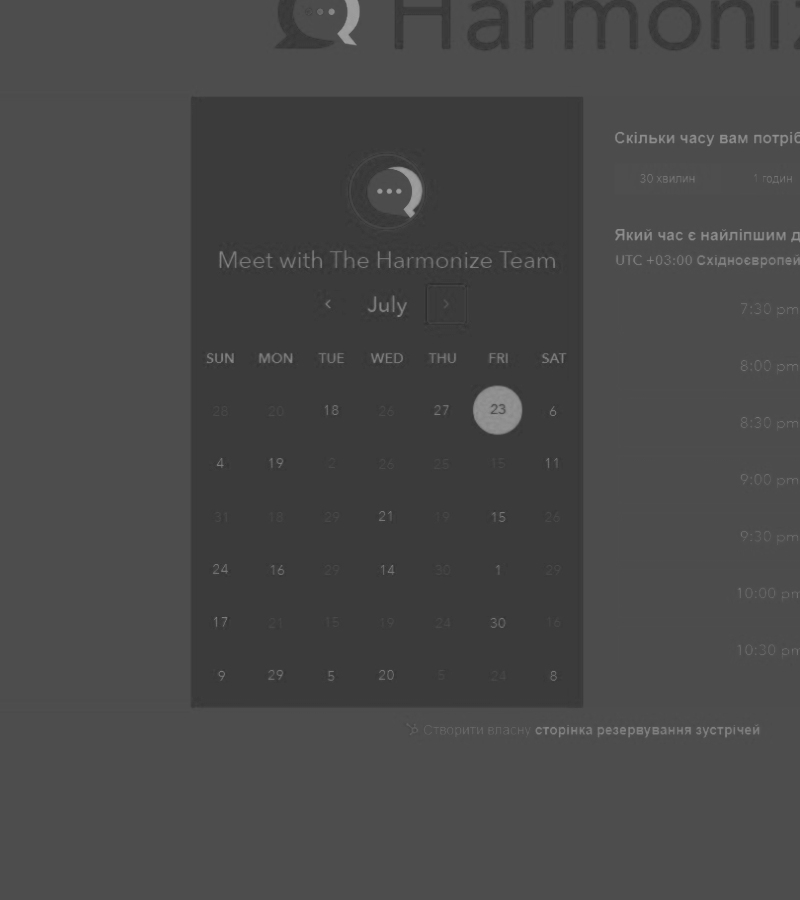 Harmoniz
Скільки часу вам потріб
30 хвилин 1 годин
Який час є найліпшим д
UTC +03:00 Східноєвропей
Meet with The Harmonize Team
July
SUN MON TUE WED THU FRI SAT
28 20 18 26 27 23 6
4 19 2 26 25 15 11
31 18 29 21 19 15 26
24 16 29 14 30 1 29
17 21 15 19 24 30 16
9 29 5 20 5 24 8
7:30 pm
8:00 pm
8:30 pm
9:00 pm
9:30 pm
10:00 pm
10:30 pm
Створити власну сторінка резервування зустрічей